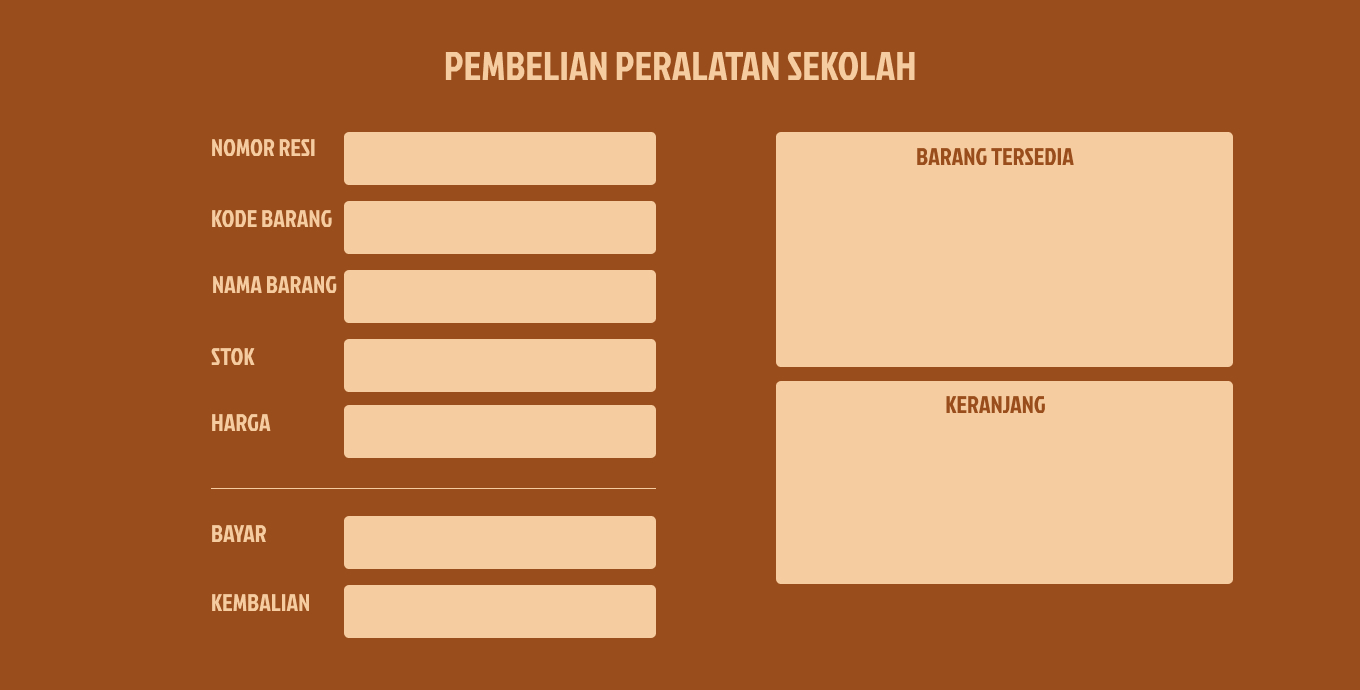 PEMBELIAN PERALATAN SEKOLAH
NOMOR RESI
KODE BARANG
NAMA BARANG
STOK
HARGA
BAYAR
KEMBALIAN
BARANG TERSEDIA
KERANJANG